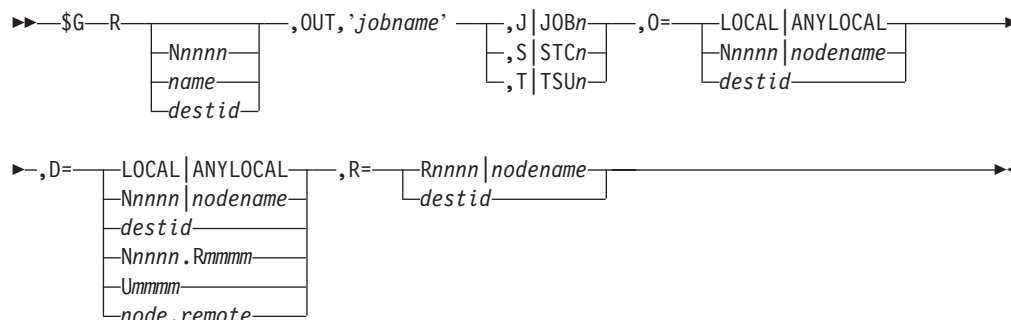 $G R ,OUT,'jobname' ,J|JOBn ,O= LOCAL|ANYLOCAL
Nnnnn ,S|STCn Nnnnn|nodename
name ,T|TSUn destid
destid
,D= LOCAL|ANYLOCAL ,R= Rnnnn|nodename
Nnnnn|nodename destid
destid
Nnnnn.Rmmmm
Ummmm
node.remote